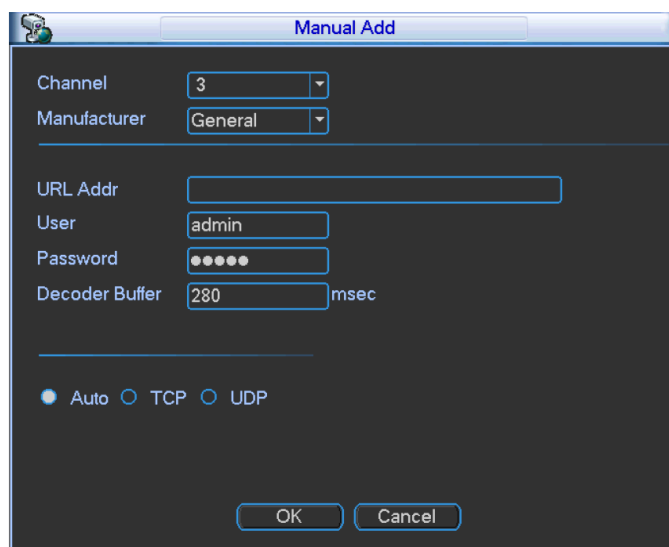 Manual Add
Channel 3
Manufacturer General
URL Addr
User admin
Password ●●●●●
Decoder Buffer 280 msec
Auto TCP UDP
OK Cancel